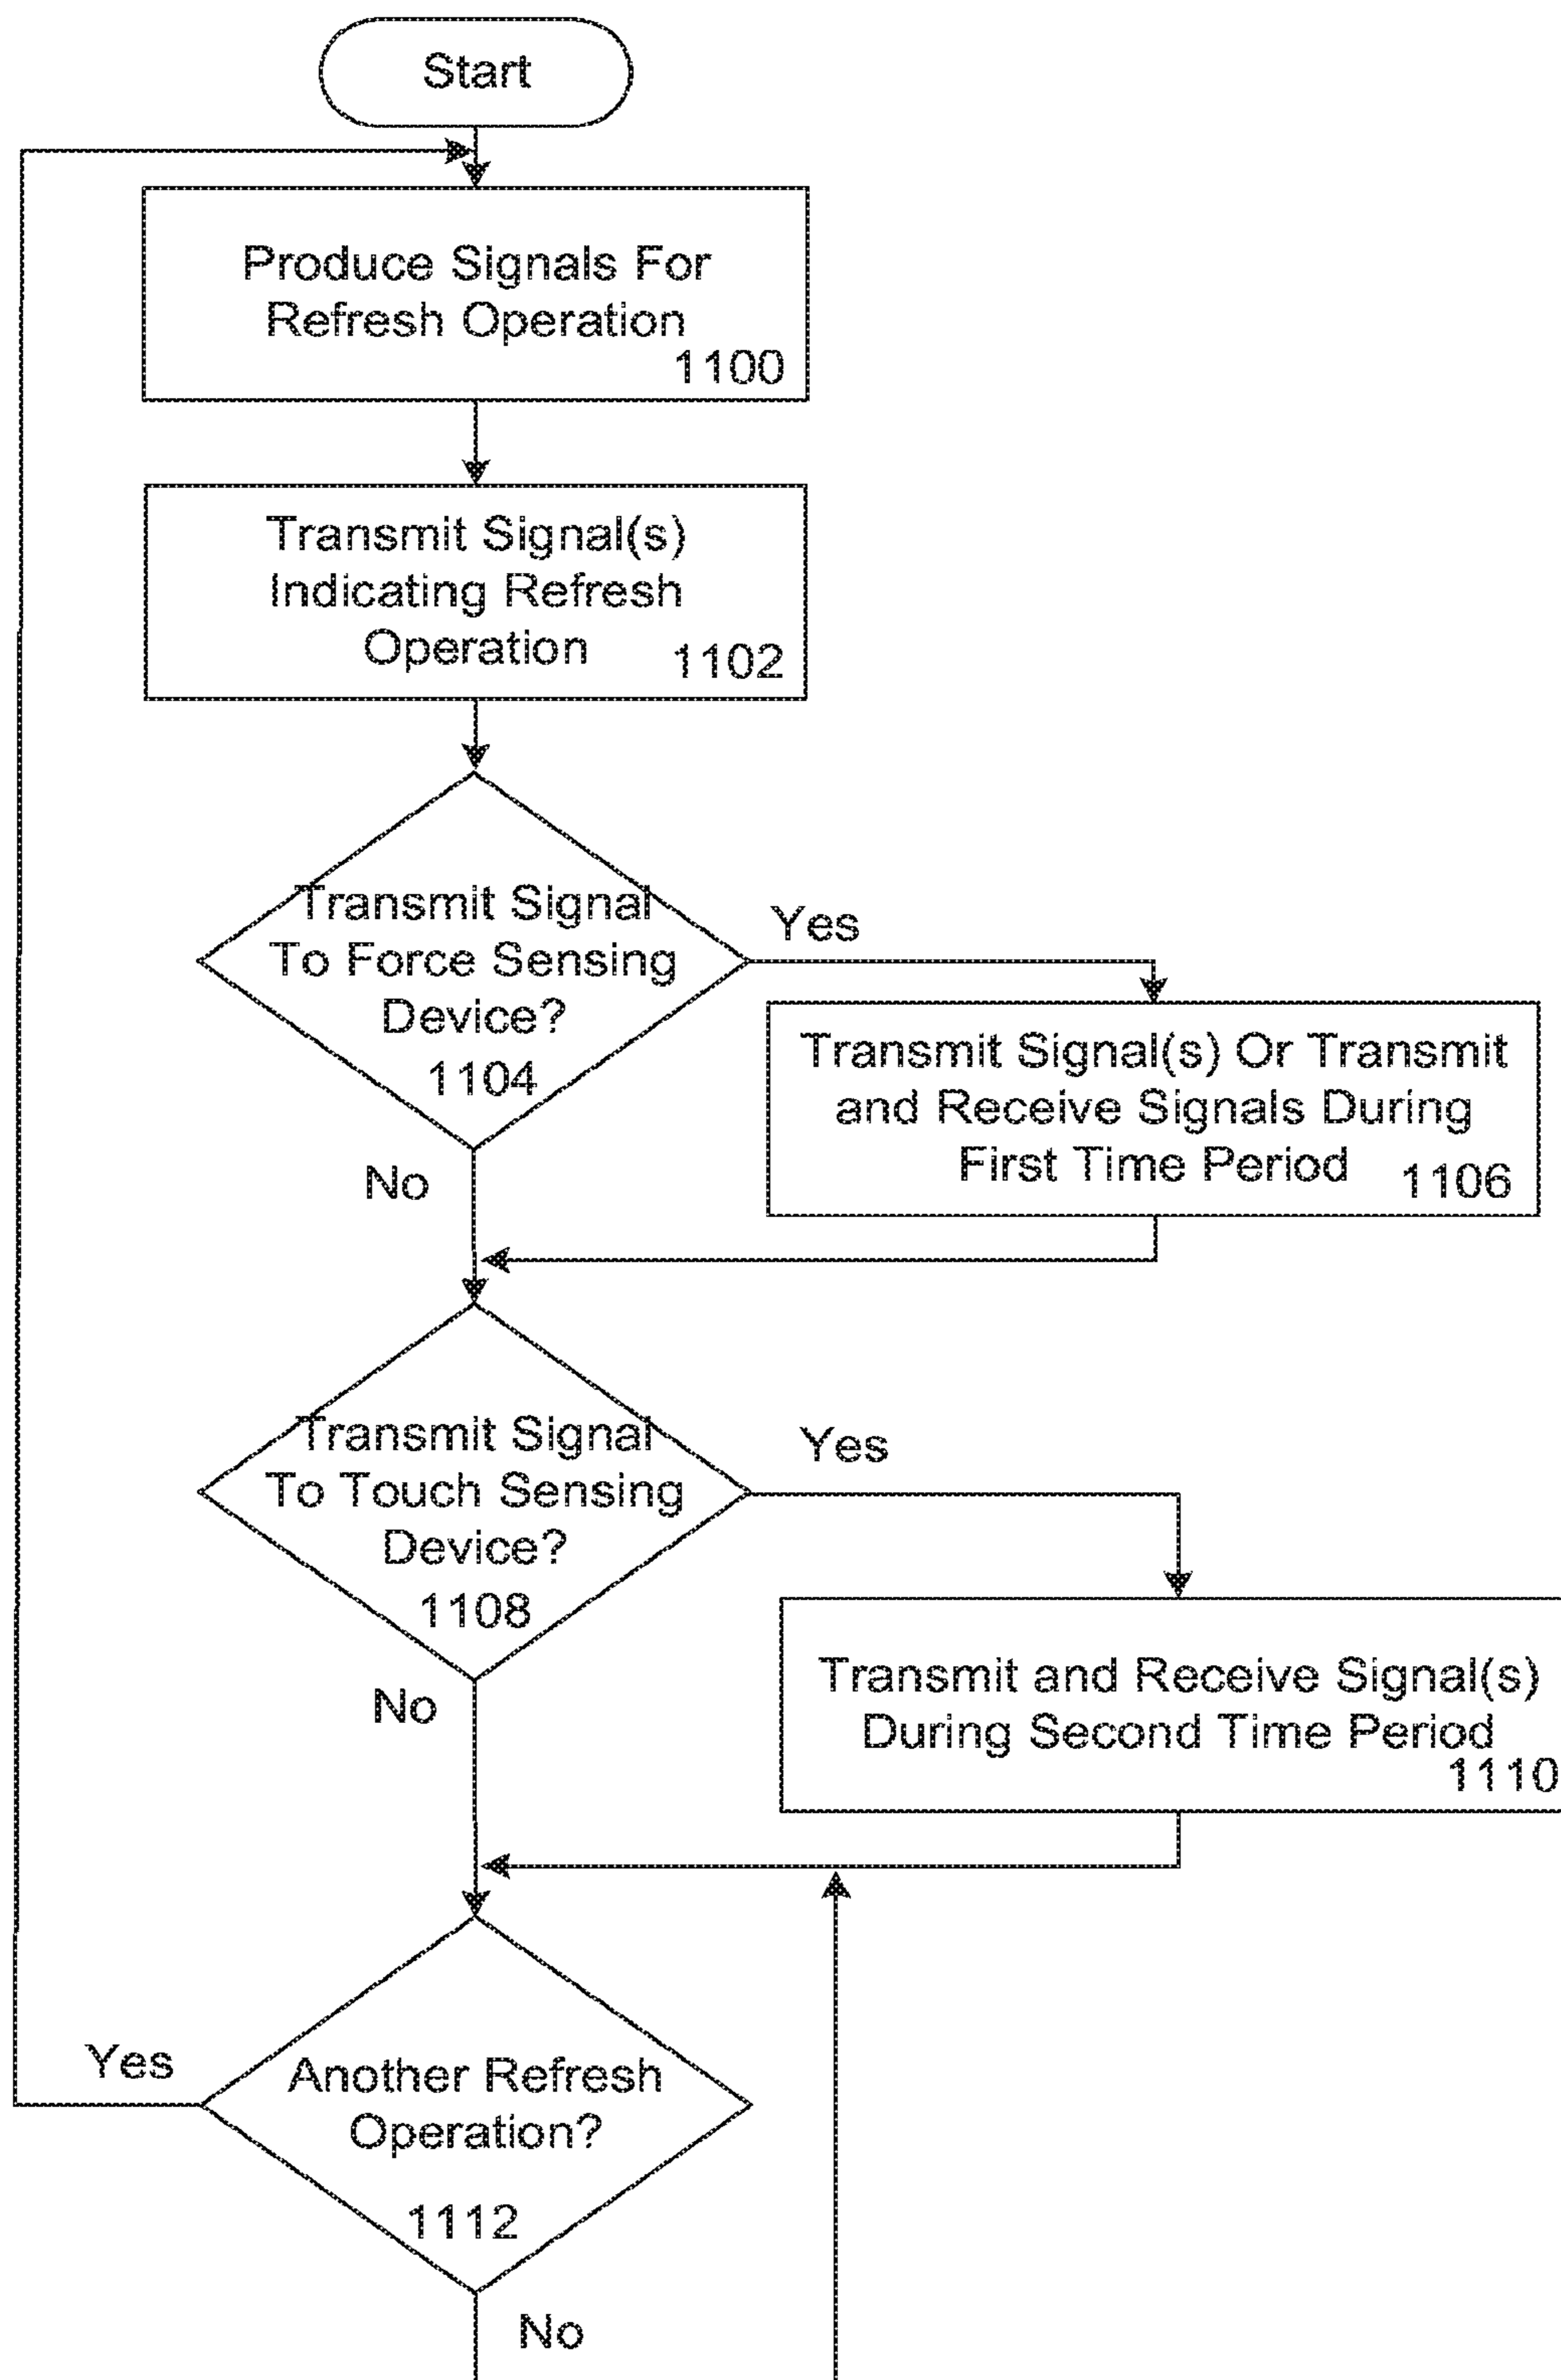 Start
Produce Signals For
Refresh Operation
1100
Transmit Signal(s)
Indicating Refresh
Operation
1102
Transmit Signal
To Force Sensing
Device?
1104
Yes
No
Transmit Signal(s) Or Transmit
and Receive Signals During
First Time Period
1106
Transmit Signal
To Touch Sensing
Device?
1108
Yes
No
Transmit and Receive Signal(s)
During Second Time Period
1110
Another Refresh
Operation?
1112
Yes
No